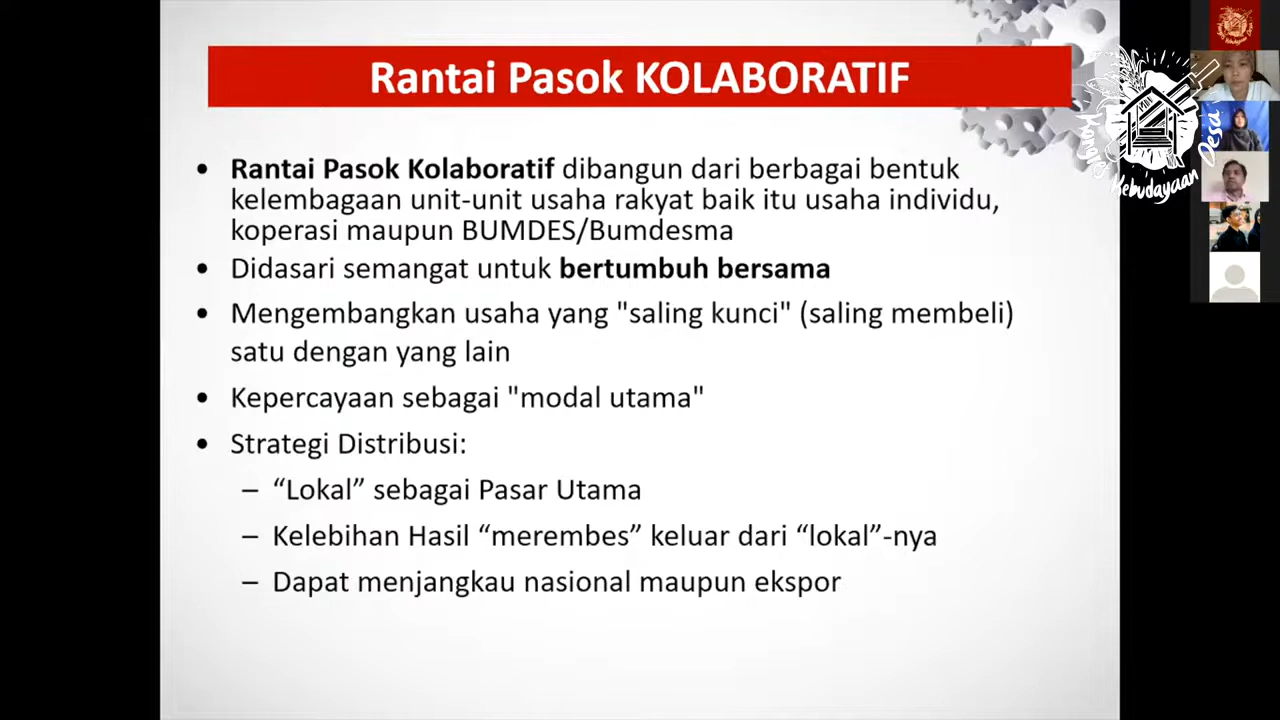 Rantai Pasok KOLABORATIF
• Rantai Pasok Kolaboratif dibangun dari berbagai bentuk
kelembagaan unit-unit usaha rakyat baik itu usaha individu,
koperasi maupun BUMDES/Bumdesma
• Didasari semangat untuk bertumbuh bersama
• Mengembangkan usaha yang "saling kunci" (saling membeli)
satu dengan yang lain
• Kepercayaan sebagai "modal utama"
• Strategi Distribusi:
– “Lokal” sebagai Pasar Utama
– Kelebihan Hasil “merembes” keluar dari “lokal”-nya
– Dapat menjangkau nasional maupun ekspor
Kebudayaan
Desa